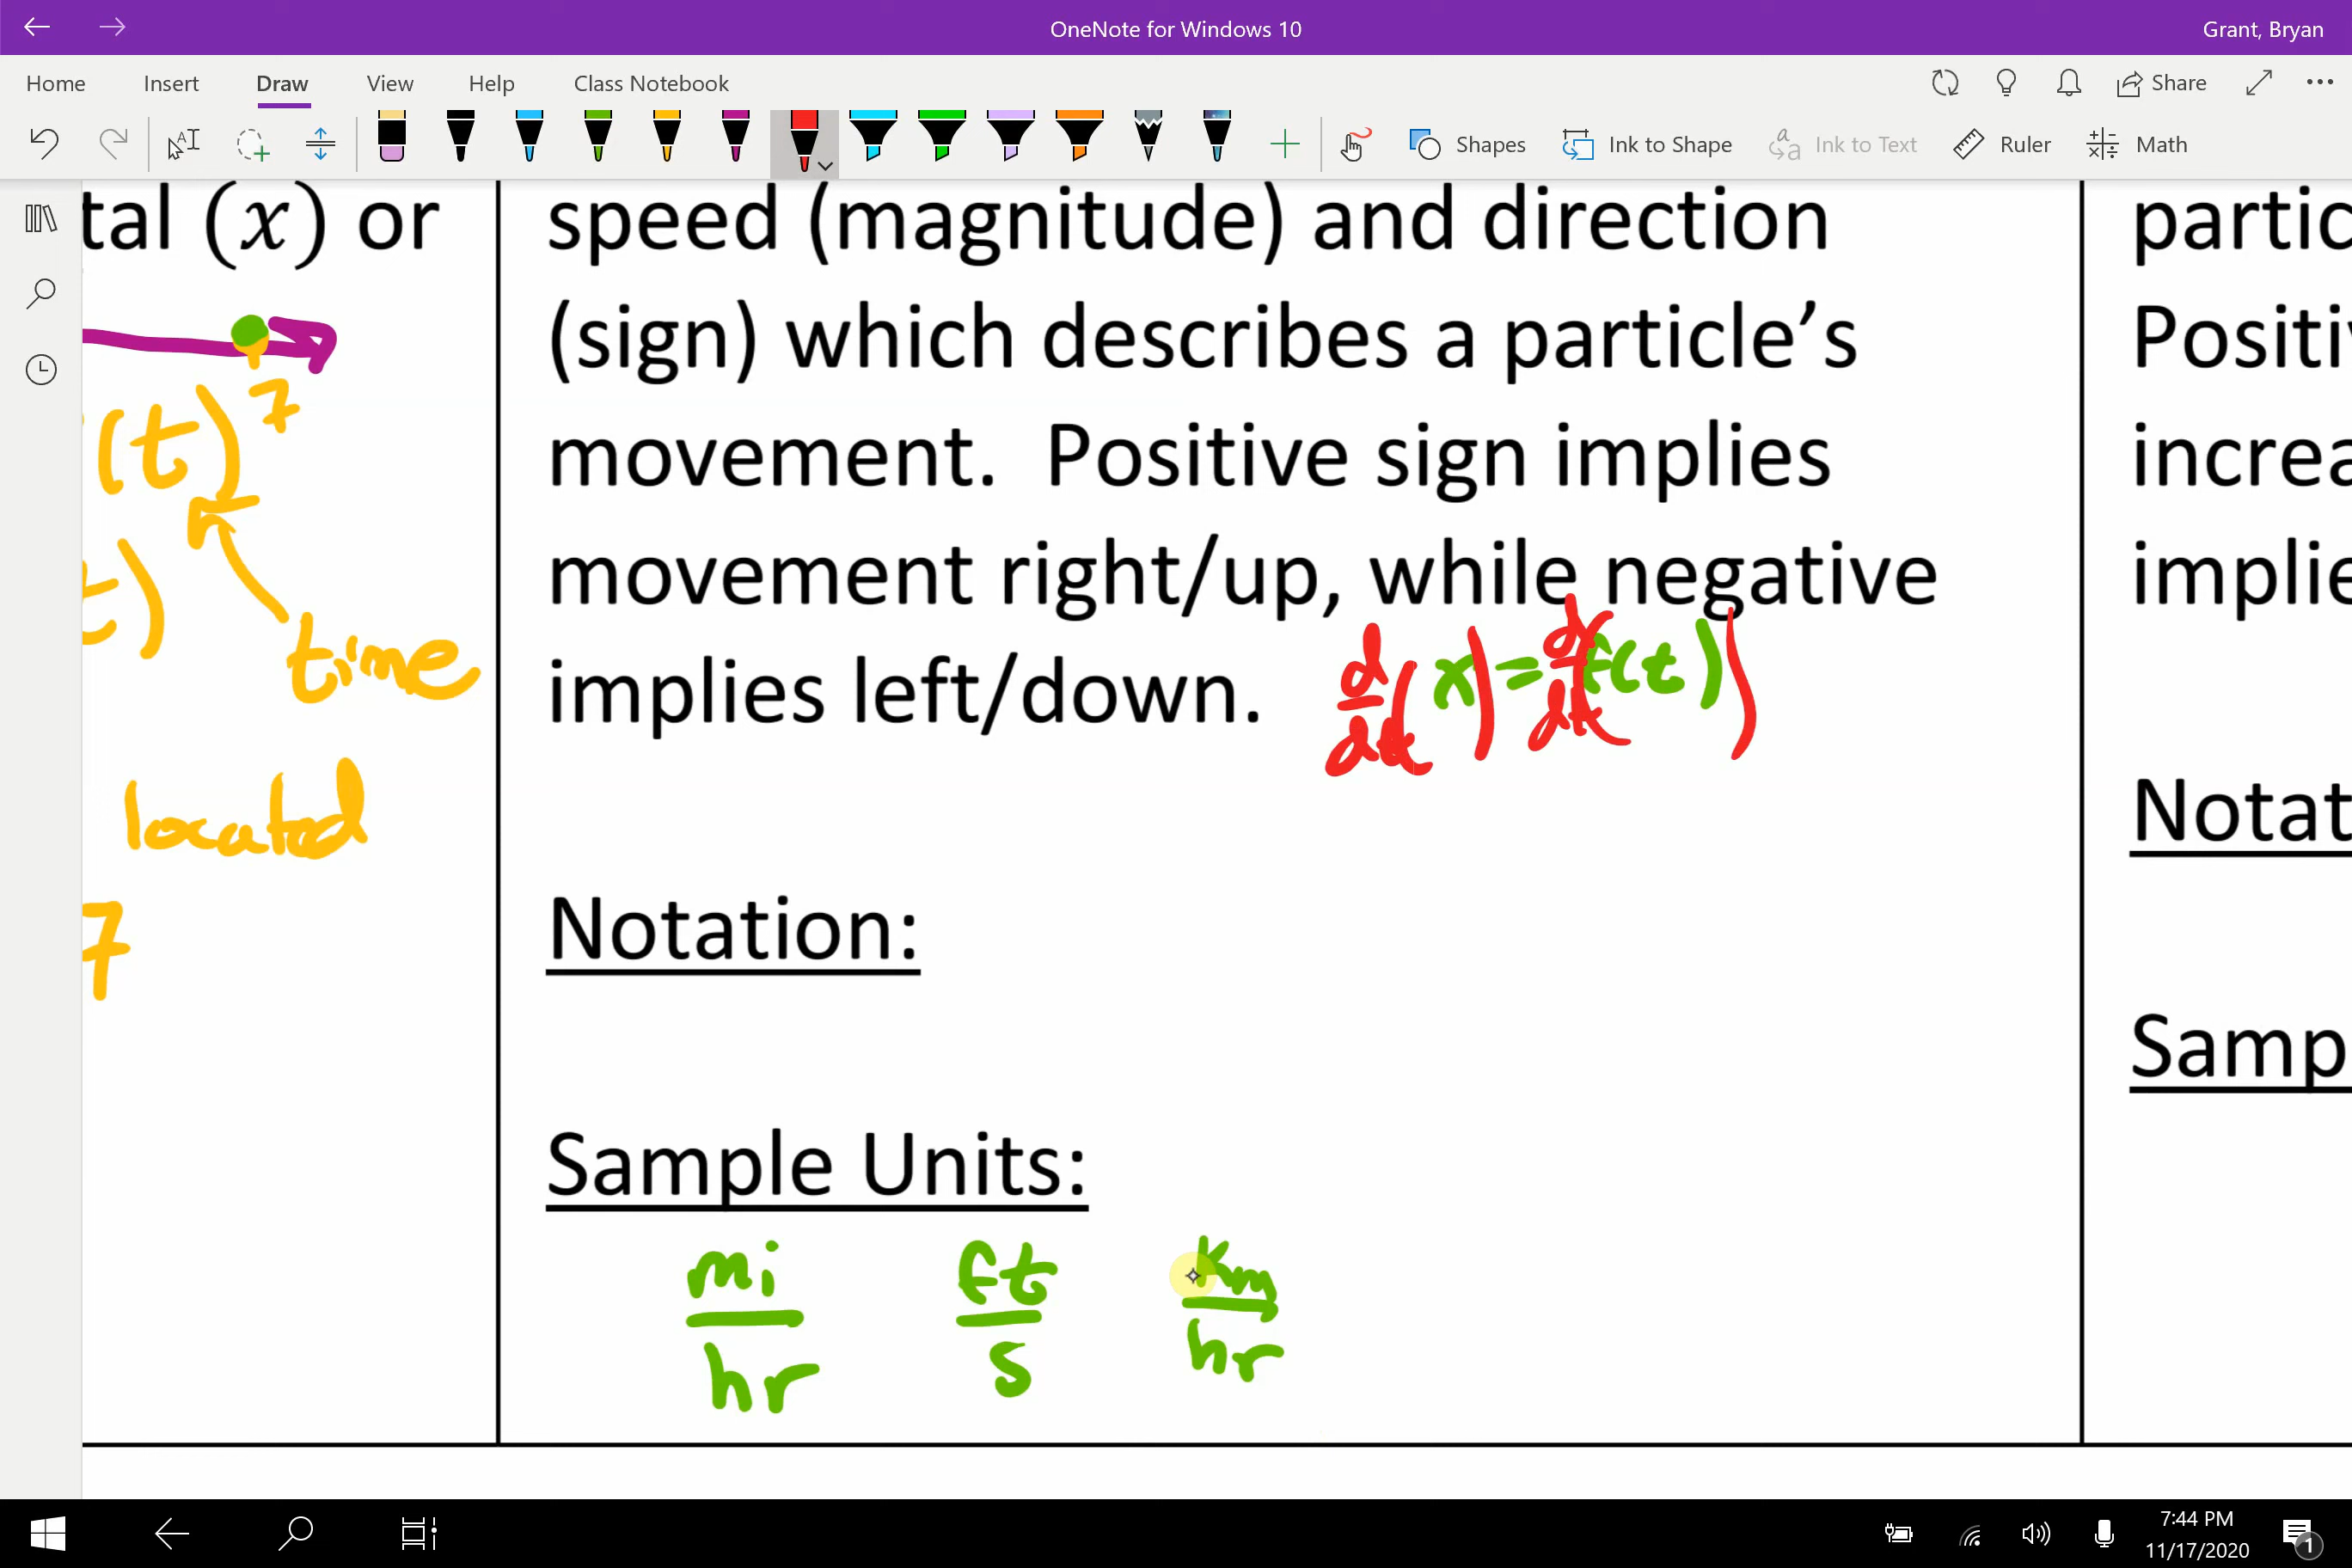 OneNote for Windows 10
Grant, Bryan
Home Insert Draw View Help Class Notebook Share
Shapes Ink to Shape Ink to Text Ruler Math
tal (x) or
7
(t)
t)
time
located
7
speed (magnitude) and direction
(sign) which describes a particle’s
movement. Positive sign implies
movement right/up, while negative
implies left/down.
d/dt(x) = d/dt(f(t))
Notation:
Sample Units:
mi/hr ft/s km/hr
partic
Positi
increa
implie
Notat
Samp
7:44 PM
11/17/2020
1